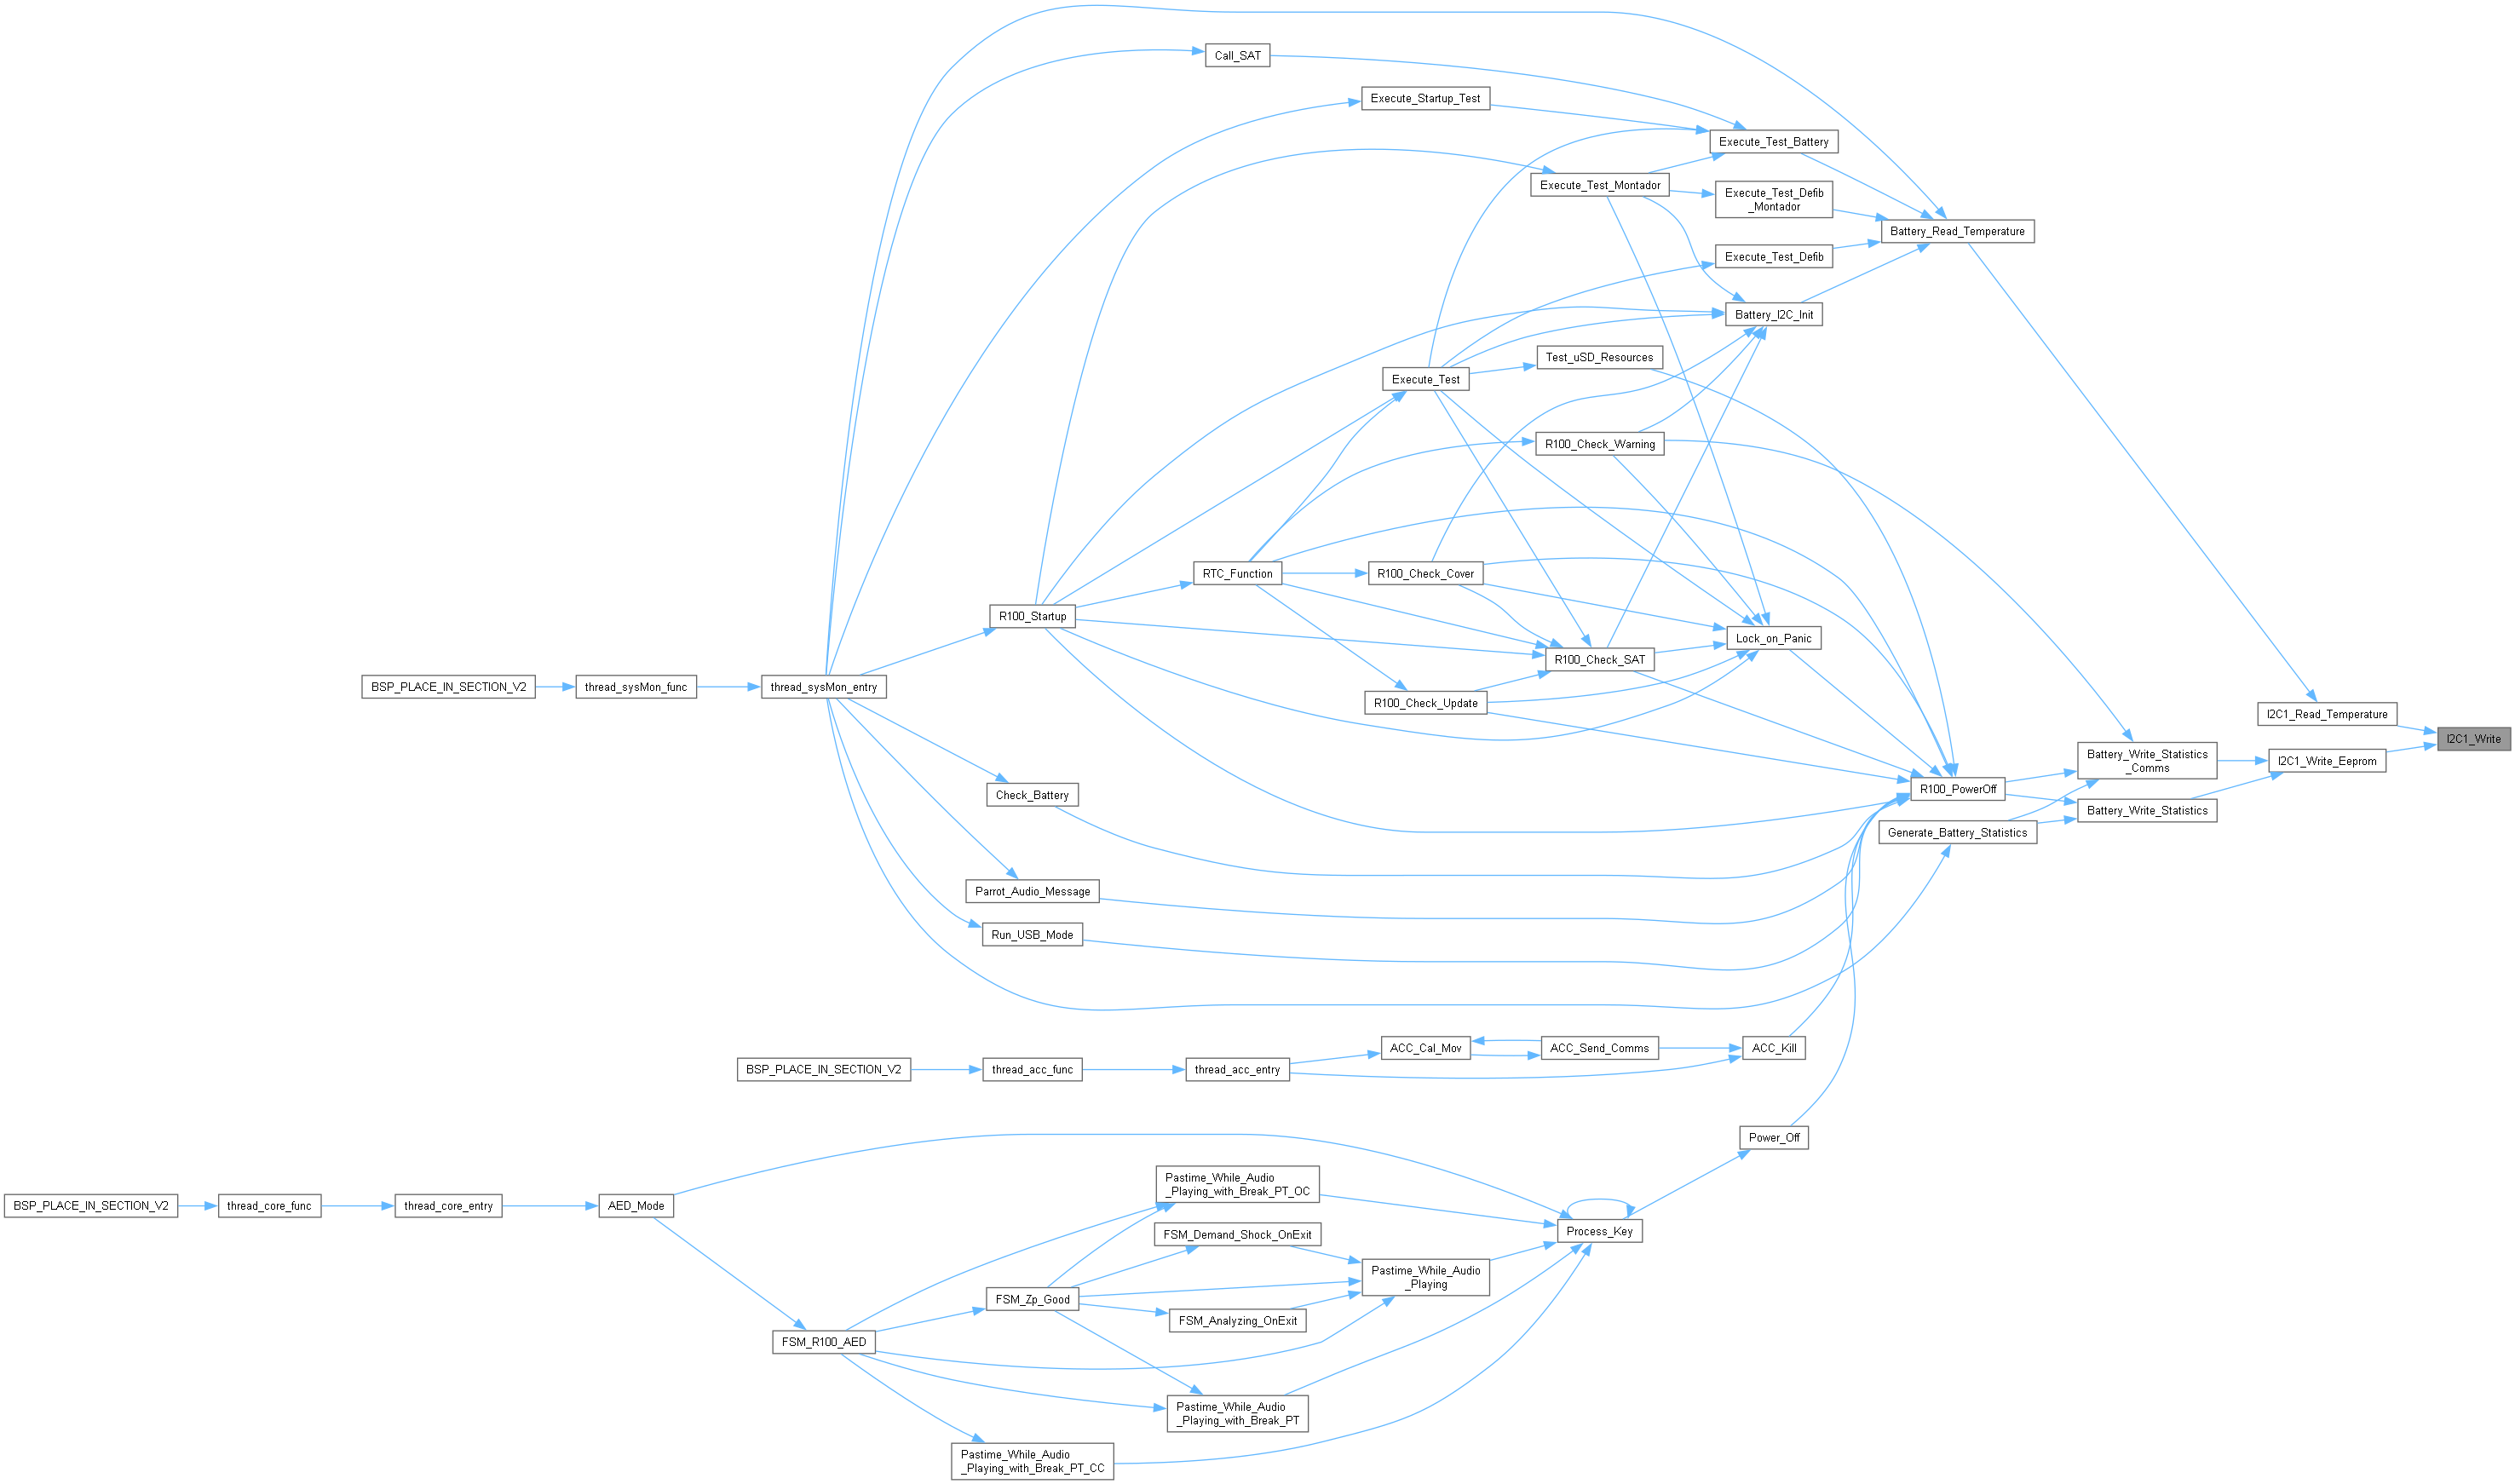 Call_SAT
Execute_Startup_Test
Execute_Test_Battery
Execute_Test_Montador
Execute_Test_Defib
_Montador
Battery_Read_Temperature
Execute_Test_Defib
Battery_I2C_Init
Test_uSD_Resources
Execute_Test
R100_Check_Warning
RTC_Function
R100_Check_Cover
R100_Startup
Lock_on_Panic
R100_Check_SAT
BSP_PLACE_IN_SECTION_V2
thread_sysMon_func
thread_sysMon_entry
R100_Check_Update
I2C1_Read_Temperature
I2C1_Write
Battery_Write_Statistics
_Comms
I2C1_Write_Eeprom
Check_Battery
R100_PowerOff
Battery_Write_Statistics
Generate_Battery_Statistics
Parrot_Audio_Message
Run_USB_Mode
ACC_Cal_Mov
ACC_Send_Comms
ACC_Kill
BSP_PLACE_IN_SECTION_V2
thread_acc_func
thread_acc_entry
Power_Off
Pastime_While_Audio
_Playing_with_Break_PT_OC
BSP_PLACE_IN_SECTION_V2
thread_core_func
thread_core_entry
AED_Mode
FSM_Demand_Shock_OnExit
Process_Key
Pastime_While_Audio
_Playing
FSM_Zp_Good
FSM_Analyzing_OnExit
FSM_R100_AED
Pastime_While_Audio
_Playing_with_Break_PT
Pastime_While_Audio
_Playing_with_Break_PT_CC